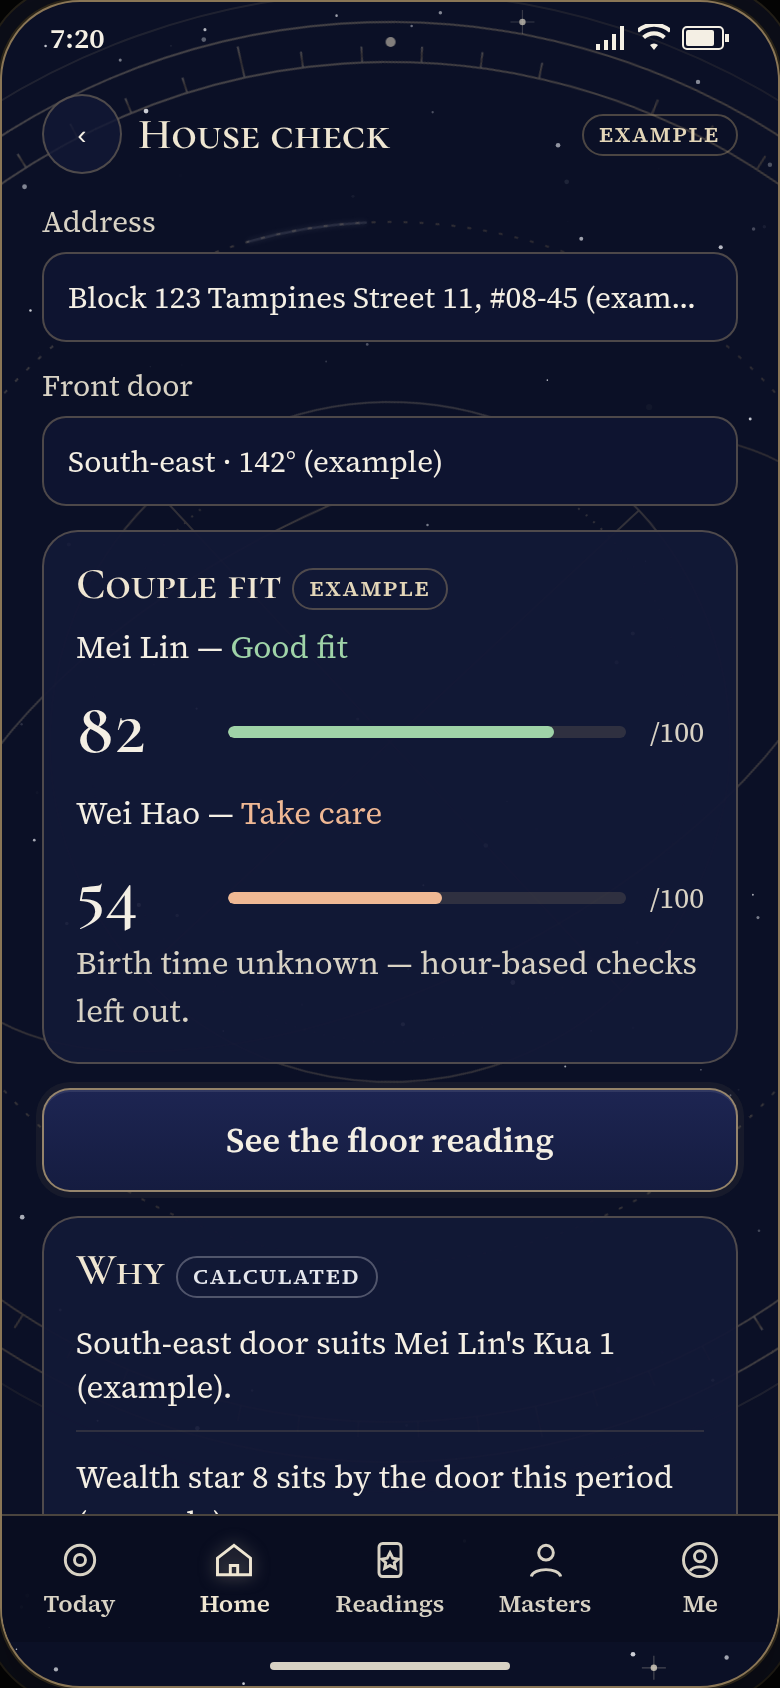 7:20
‹ House check EXAMPLE
Address
Block 123 Tampines Street 11, #08-45 (exam...
Front door
South-east · 142° (example)
Couple fit EXAMPLE
Mei Lin — Good fit
82 /100
Wei Hao — Take care
54 /100
Birth time unknown — hour-based checks
left out.
See the floor reading
Why CALCULATED
South-east door suits Mei Lin's Kua 1
(example).
Wealth star 8 sits by the door this period
Today Home Readings Masters Me